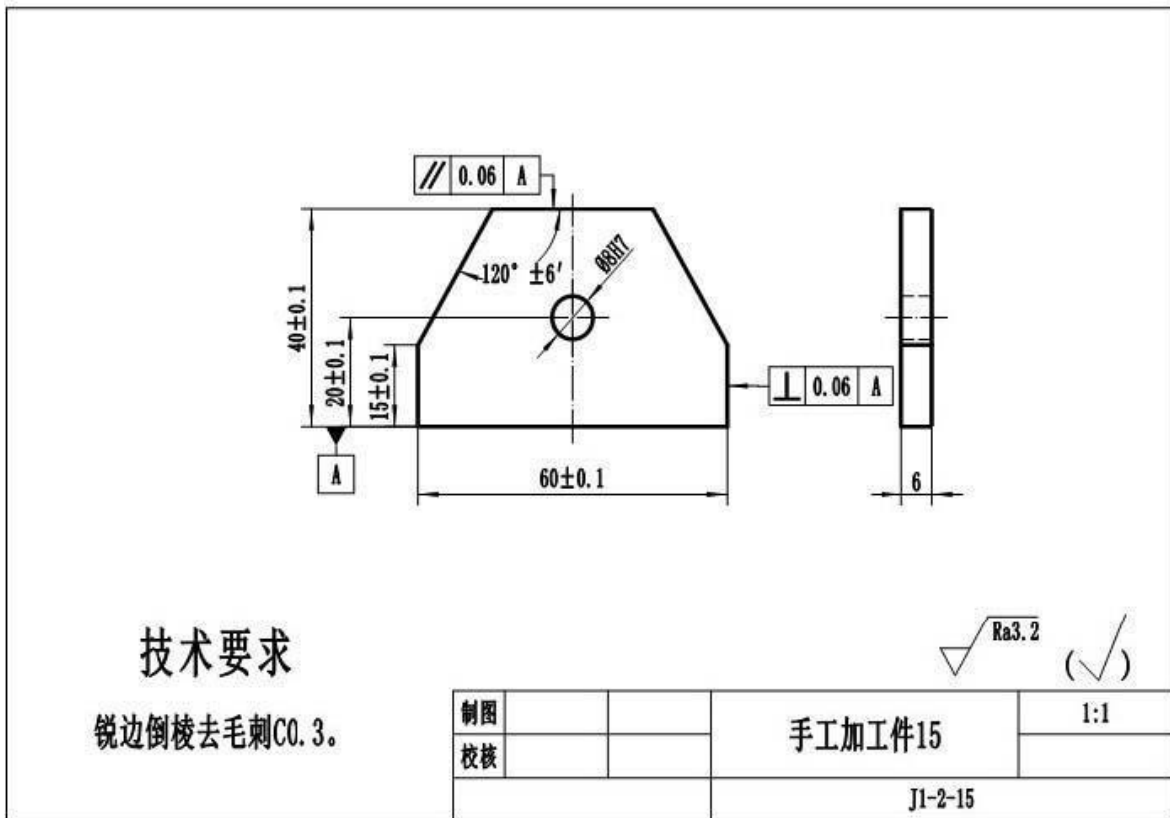 // 0.06 A
120° ±6′
Ø8H7
40±0.1
20±0.1
15±0.1
⊥ 0.06 A
A
60±0.1
6
技术要求
锐边倒棱去毛刺C0.3。
Ra3.2
(√)
制图
校核
手工加工件15
1:1
J1-2-15